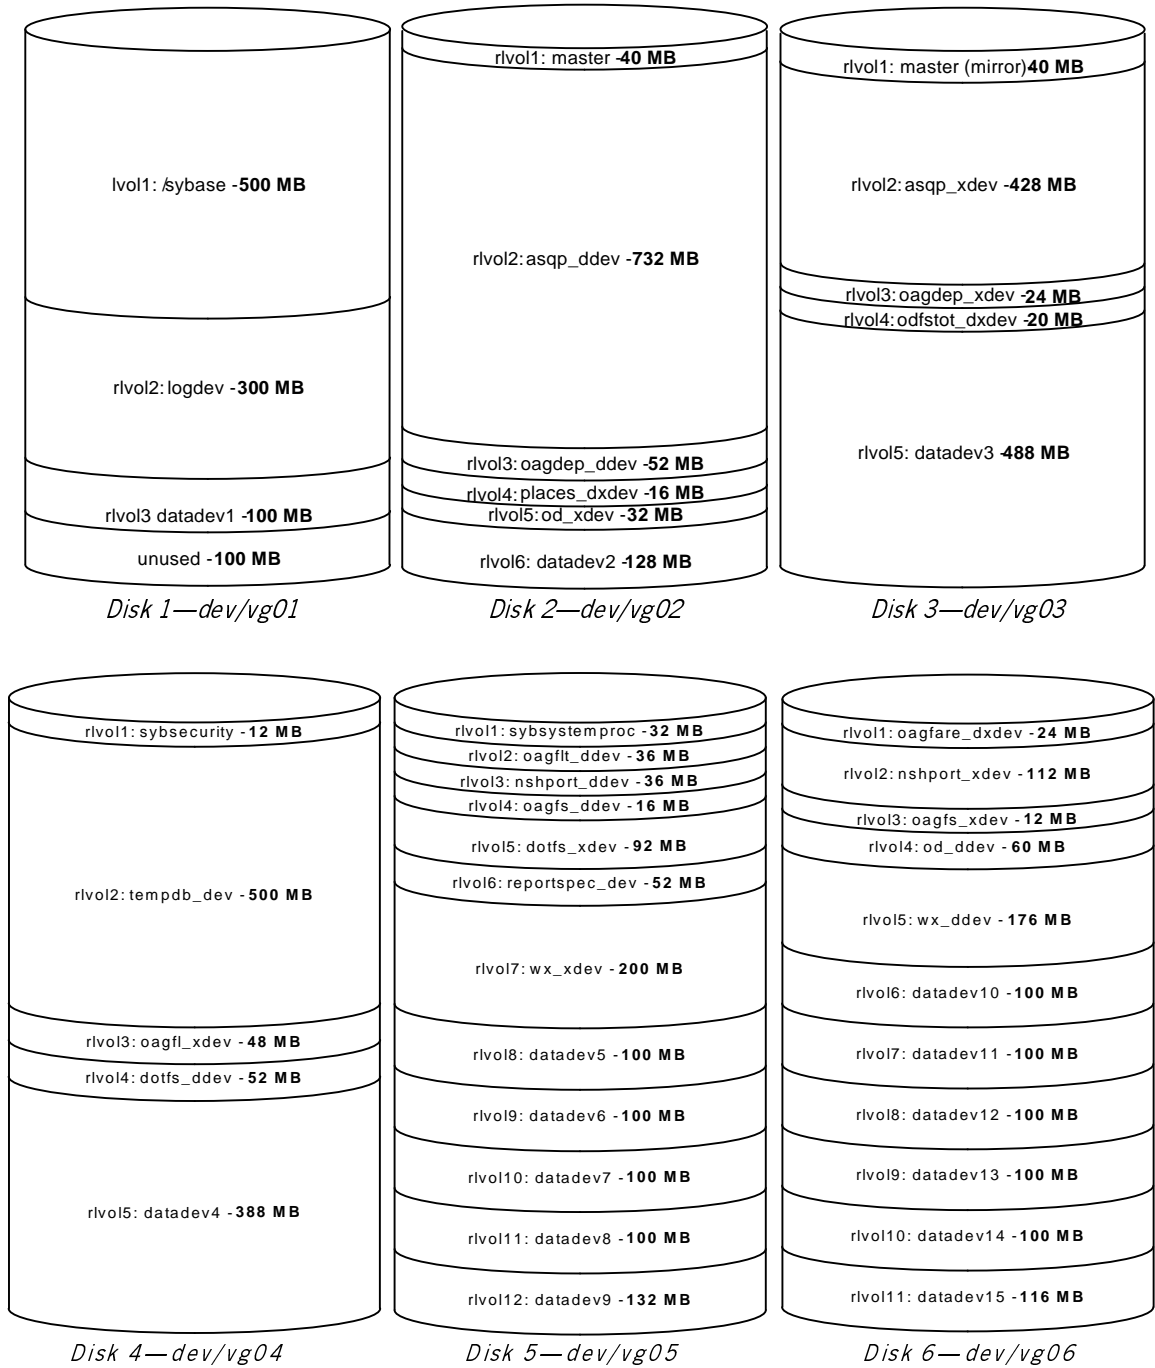 rlvol1: master -40 MB
rlvol1: master (mirror)-40 MB
lvol1: /sybase -500 MB
rlvol2: asqp_xdev -428 MB
rlvol2: asqp_ddev -732 MB
rlvol3: oagdep_xdev -24 MB
rlvol4: odfstot_dxdev -20 MB
rlvol2: logdev -300 MB
rlvol5: datadev3 -488 MB
rlvol3: oagdep_ddev -52 MB
rlvol4: places_dxdev -16 MB
rlvol3 datadev1 -100 MB
rlvol5: od_xdev -32 MB
unused -100 MB
rlvol6: datadev2 -128 MB
Disk 1—dev/vg01
Disk 2—dev/vg02
Disk 3—dev/vg03
rlvol1: sybsecurity -12 MB
rlvol2: tempdb_dev -500 MB
rlvol3: oagfl_xdev -48 MB
rlvol4: dotfs_ddev -52 MB
rlvol5: datadev4 -388 MB
Disk 4—dev/vg04
rlvol1: sybsystemproc -32 MB
rlvol2: oagflt_ddev -36 MB
rlvol3: nshport_ddev -36 MB
rlvol4: oagfs_ddev -16 MB
rlvol5: dotfs_xdev -92 MB
rlvol6: reportspec_dev -52 MB
rlvol7: wx_xdev -200 MB
rlvol8: datadev5 -100 MB
rlvol9: datadev6 -100 MB
rlvol10: datadev7 -100 MB
rlvol11: datadev8 -100 MB
rlvol12: datadev9 -132 MB
Disk 5—dev/vg05
rlvol1: oagfare_dxdev -24 MB
rlvol2: nshport_xdev -112 MB
rlvol3: oagfs_xdev -12 MB
rlvol4: od_ddev -60 MB
rlvol5: wx_ddev -176 MB
rlvol6: datadev10 -100 MB
rlvol7: datadev11 -100 MB
rlvol8: datadev12 -100 MB
rlvol9: datadev13 -100 MB
rlvol10: datadev14 -100 MB
rlvol11: datadev15 -116 MB
Disk 6—dev/vg06